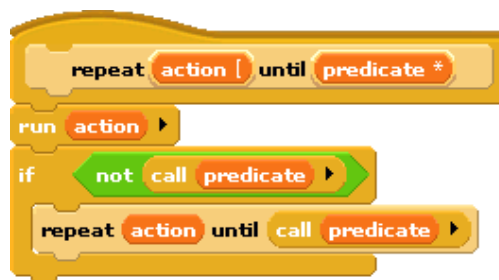 repeat action [ until predicate *
run action
if not call predicate
repeat action until call predicate